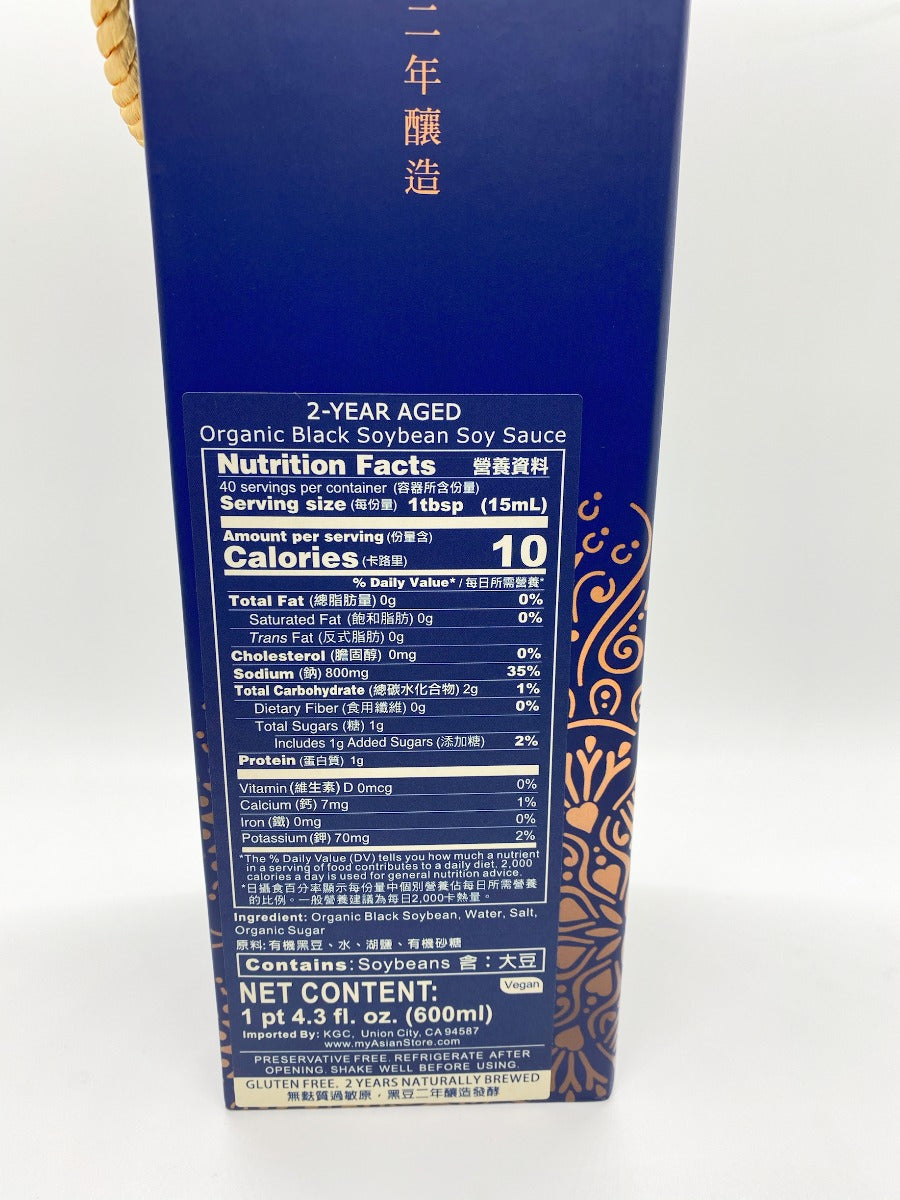 二年釀造
2-YEAR AGED
Organic Black Soybean Soy Sauce
Nutrition Facts 營養資料
40 servings per container (容器所含份量)
Serving size (每份量) 1tbsp (15mL)
Amount per serving (份量含)
Calories (卡路里) 10
% Daily Value* / 每日所需營養*
Total Fat (總脂肪量) 0g 0%
Saturated Fat (飽和脂肪) 0g 0%
Trans Fat (反式脂肪) 0g
Cholesterol (膽固醇) 0mg 0%
Sodium (鈉) 800mg 35%
Total Carbohydrate (總碳水化合物) 2g 1%
Dietary Fiber (食用纖維) 0g 0%
Total Sugars (糖) 1g
Includes 1g Added Sugars (添加糖) 2%
Protein (蛋白質) 1g
Vitamin (維生素) D 0mcg 0%
Calcium (鈣) 7mg 1%
Iron (鐵) 0mg 0%
Potassium (鉀) 70mg 2%
*The % Daily Value (DV) tells you how much a nutrient
in a serving of food contributes to a daily diet. 2,000
calories a day is used for general nutrition advice.
*日攝食百分率顯示每份量中個別營養佔每日所需營養
的比例。一般營養建議為每日2,000卡熱量。
Ingredient: Organic Black Soybean, Water, Salt,
Organic Sugar
原料:有機黑豆、水、湖鹽、有機砂糖
Contains: Soybeans 含：大豆
Vegan
NET CONTENT:
1 pt 4.3 fl. oz. (600ml)
Imported By: KGC, Union City, CA 94587
www.myAsianStore.com
PRESERVATIVE FREE. REFRIGERATE AFTER
OPENING. SHAKE WELL BEFORE USING.
GLUTEN FREE. 2 YEARS NATURALLY BREWED
無麩質過敏原，黑豆二年釀造發酵